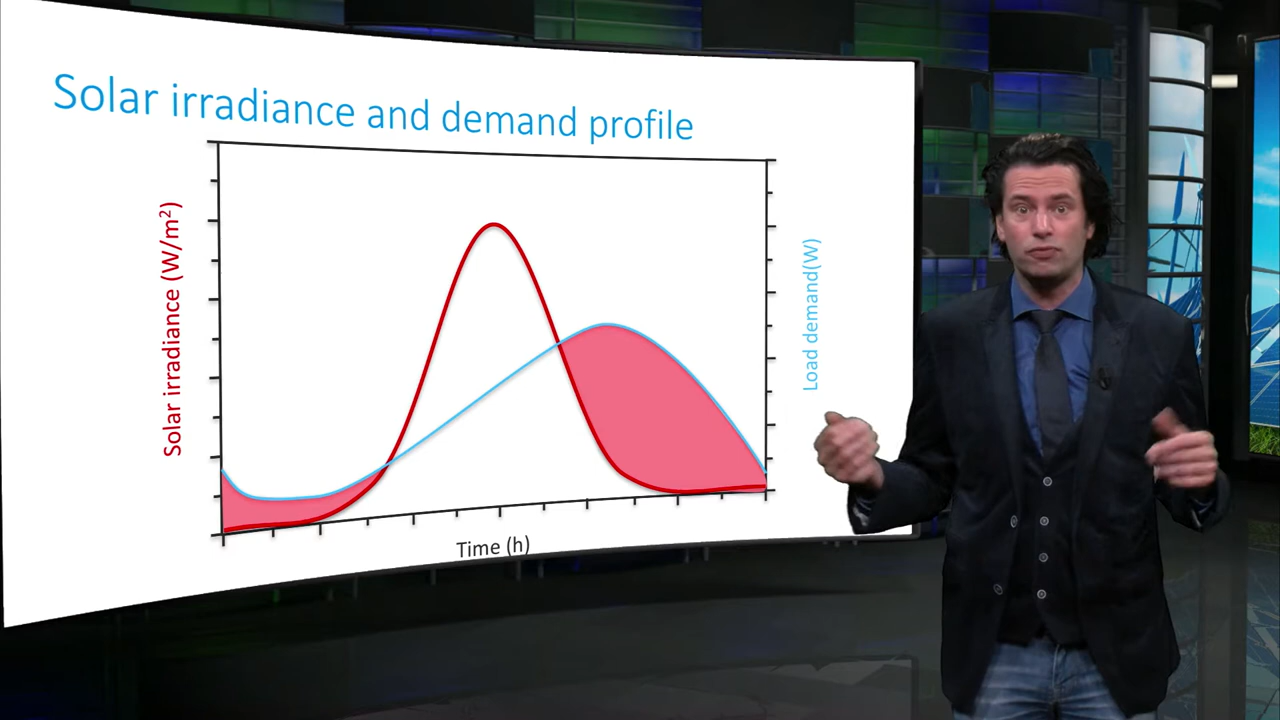 Solar irradiance and demand profile
Solar irradiance (W/m²)
Load demand(W)
Time (h)